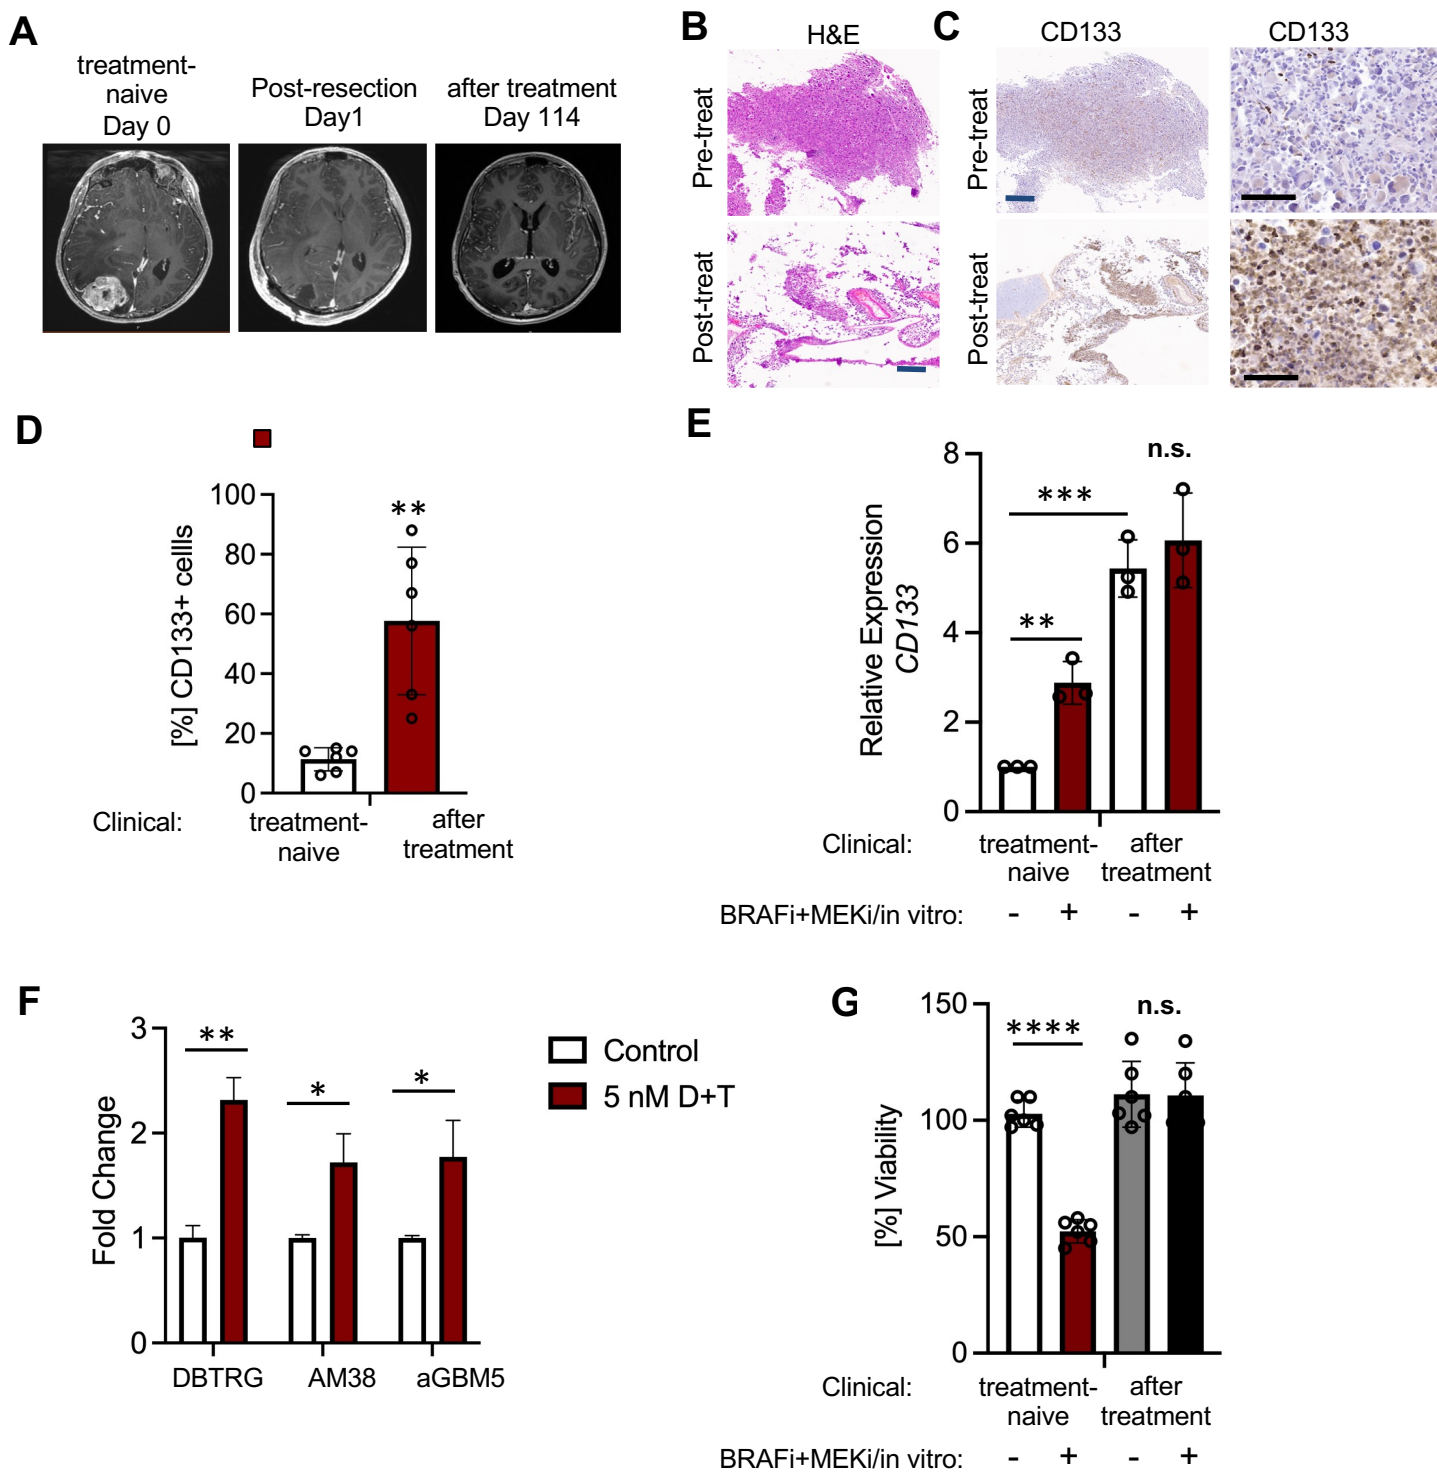 A
treatment-
naive
Day 0
Post-resection
Day1
after treatment
Day 114
B
H&E
Pre-treat
Post-treat
C
CD133
CD133
Pre-treat
Post-treat
D
**
[%] CD133+ cellls
100
80
60
40
20
0
Clinical:
treatment-
naive
after
treatment
E
n.s.
***
**
Relative Expression
CD133
8
6
4
2
0
Clinical:
treatment-
naive
after
treatment
BRAFi+MEKi/in vitro:
- + - +
F
** * *
Fold Change
3
2
1
0
DBTRG AM38 aGBM5
Control
5 nM D+T
G
n.s.
****
[%] Viability
150
100
50
0
Clinical:
treatment-
naive
after
treatment
BRAFi+MEKi/in vitro:
- + - +